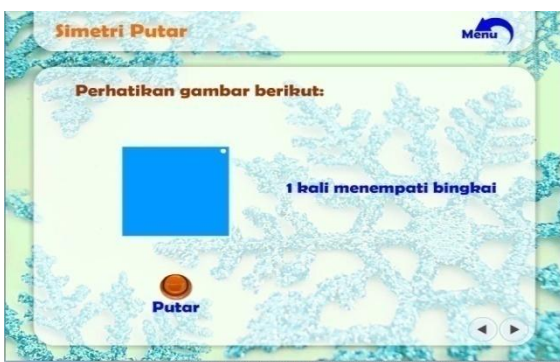 Simetri Putar
Menu
Perhatikan gambar berikut:
1 kali menempati bingkai
Putar